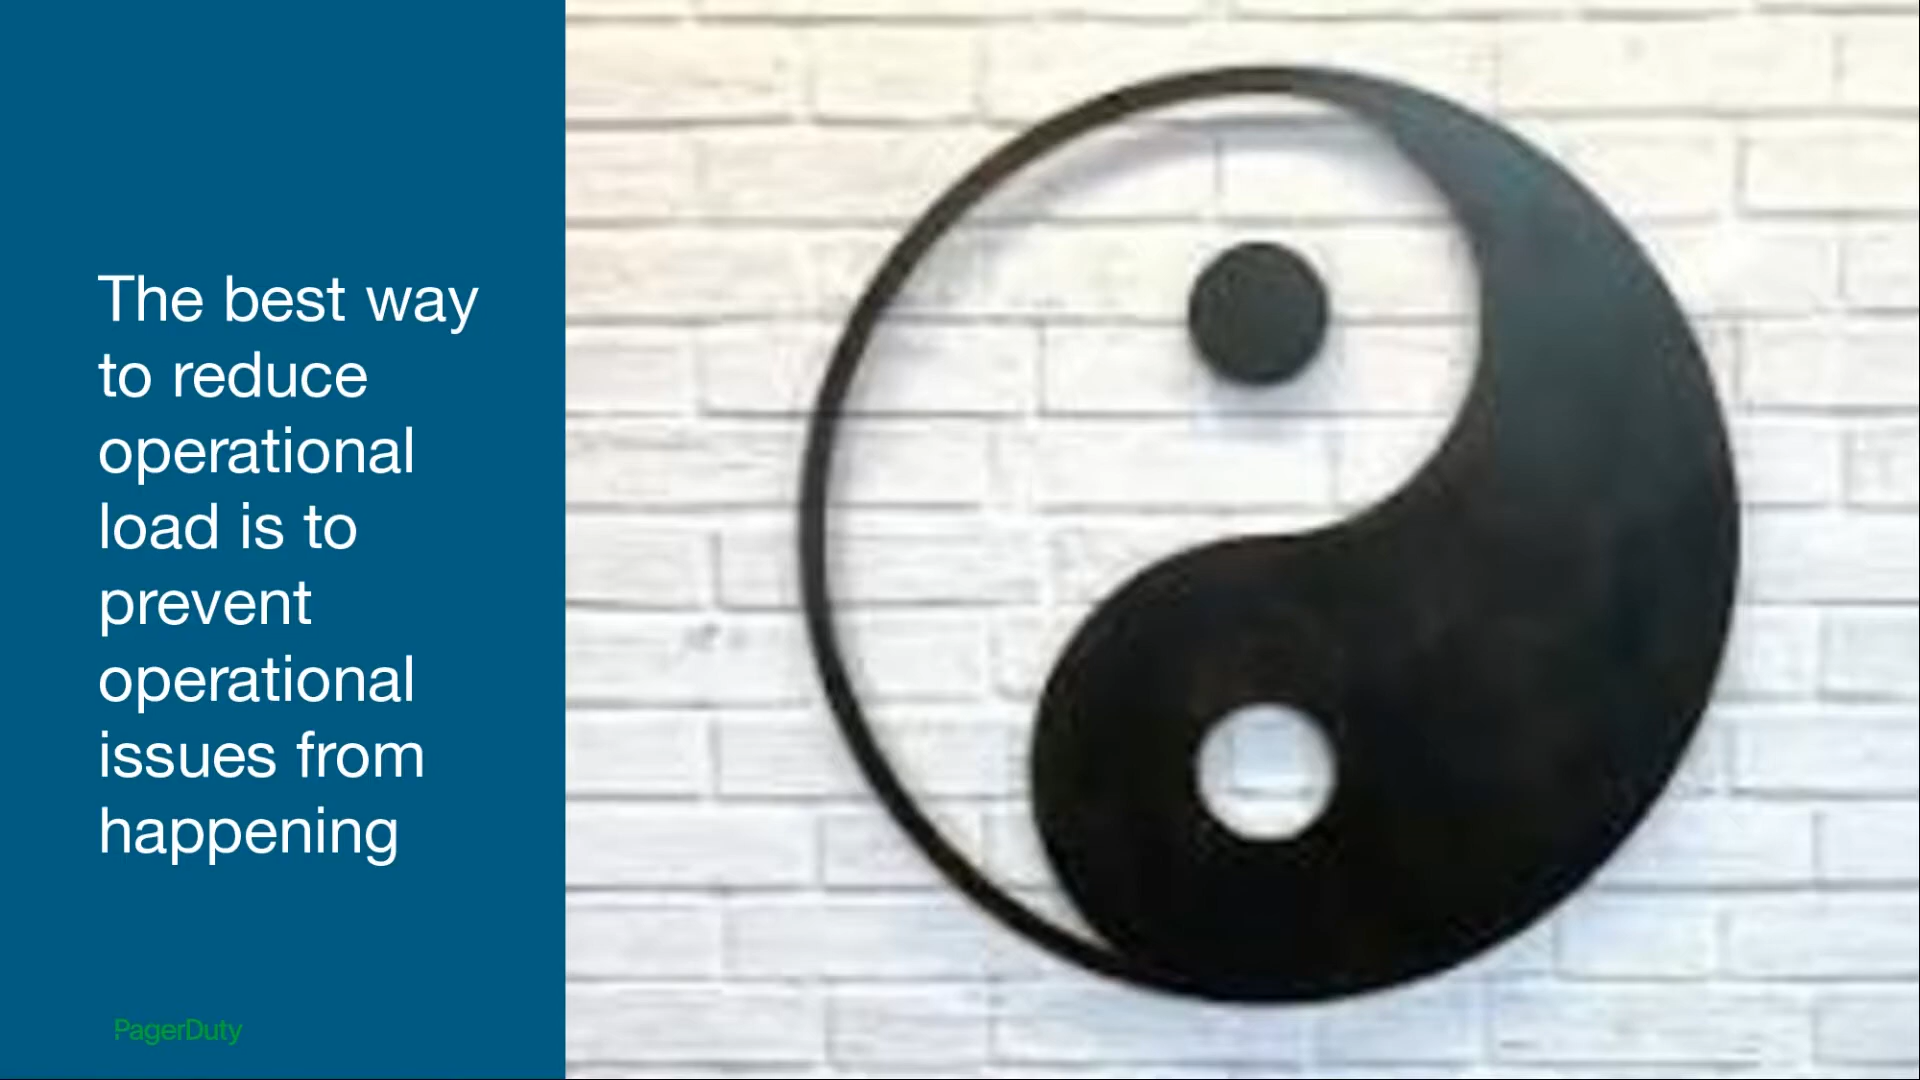 The best way
to reduce
operational
load is to
prevent
operational
issues from
happening
PagerDuty